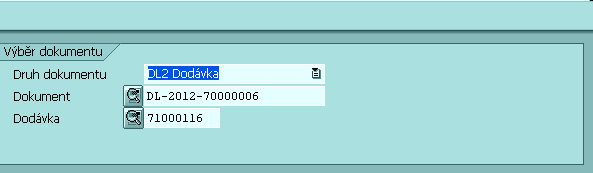 Výběr dokumentu
Druh dokumentu DL2 Dodávka
Dokument DL-2012-70000006
Dodávka 71000116